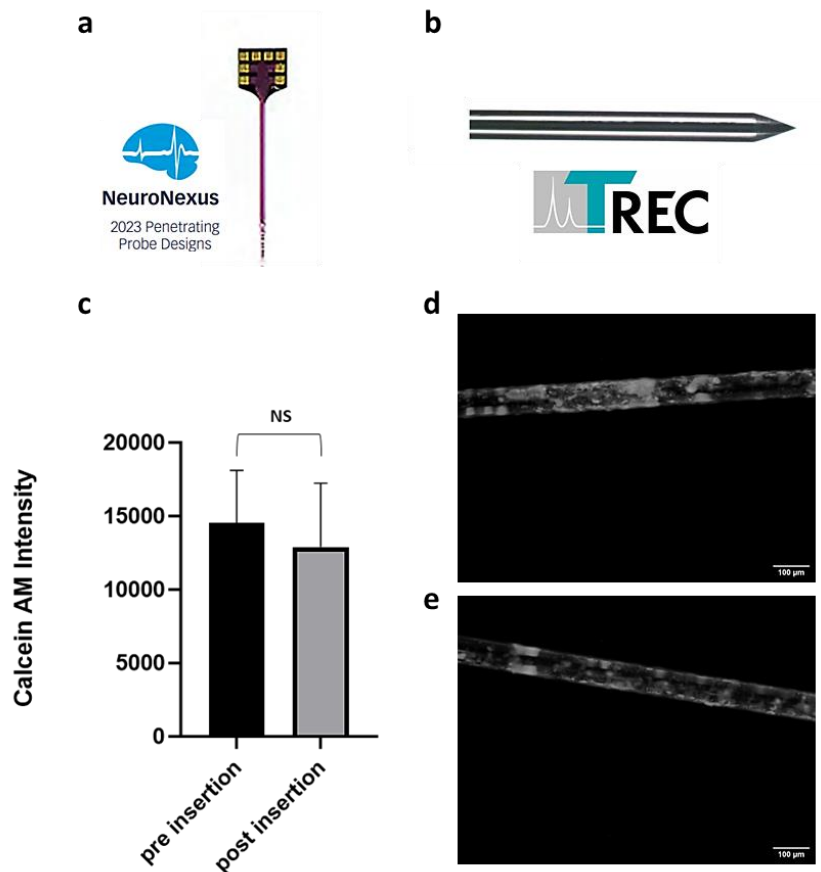 a
b
NeuroNexus
2023 Penetrating
Probe Designs
TREC
c
d
NS
20000
15000
10000
5000
0
Calcein AM Intensity
pre insertion
post insertion
100 µm
e
100 µm